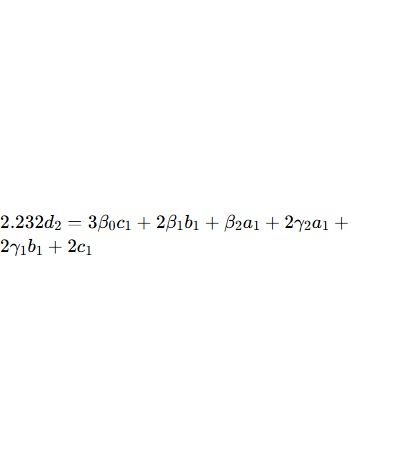 2.232d₂ = 3β₀c₁ + 2β₁b₁ + β₂a₁ + 2γ₂a₁ +
2γ₁b₁ + 2c₁